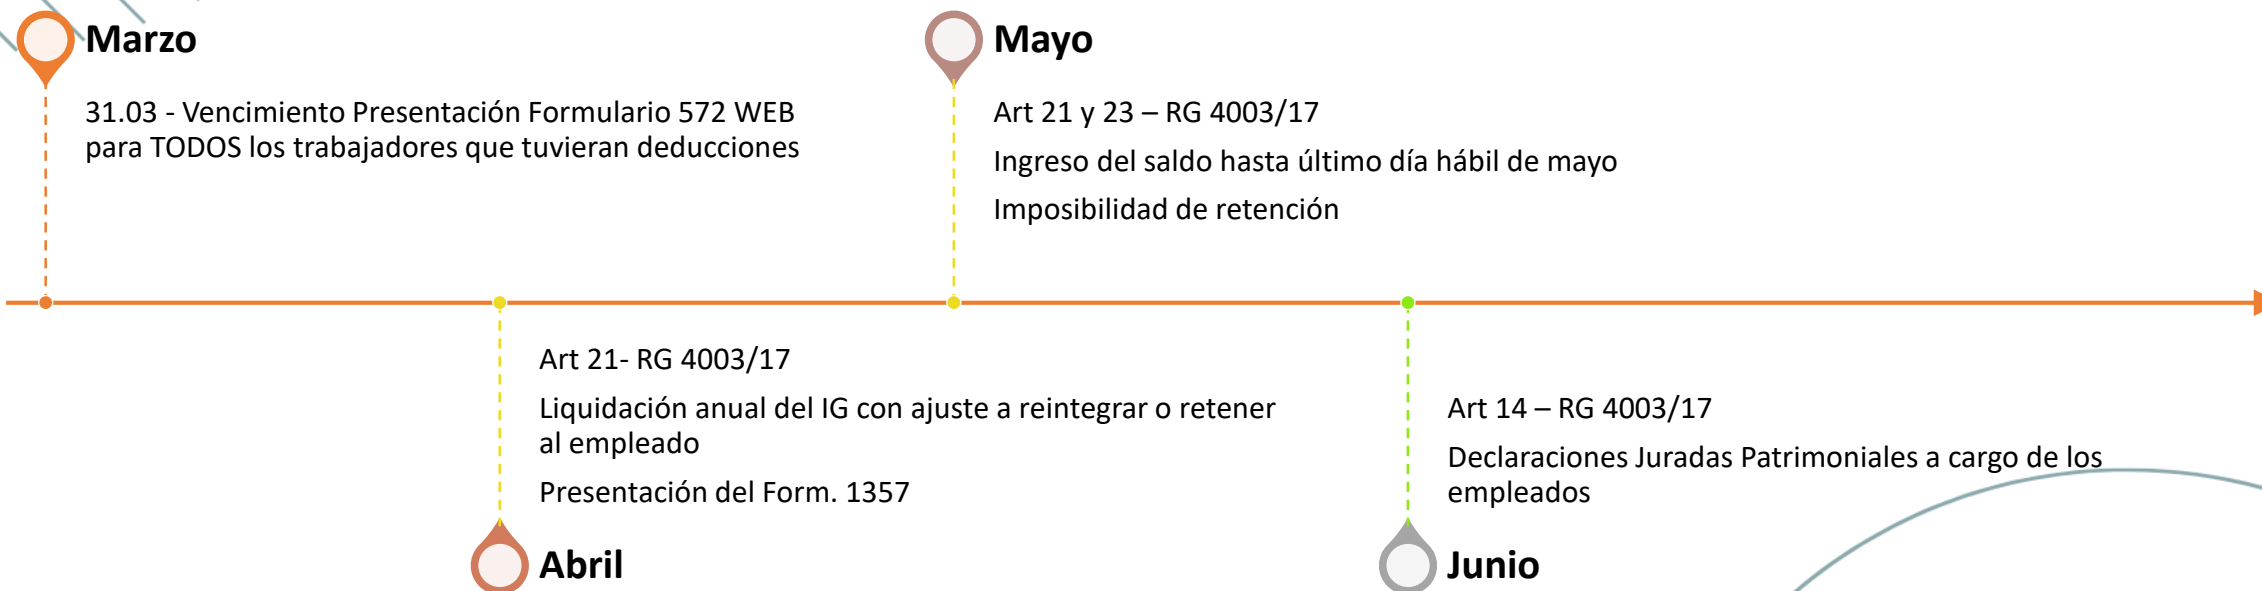 Marzo
31.03 - Vencimiento Presentación Formulario 572 WEB
para TODOS los trabajadores que tuvieran deducciones
Mayo
Art 21 y 23 – RG 4003/17
Ingreso del saldo hasta último día hábil de mayo
Imposibilidad de retención
Art 21- RG 4003/17
Liquidación anual del IG con ajuste a reintegrar o retener
al empleado
Presentación del Form. 1357
Abril
Art 14 – RG 4003/17
Declaraciones Juradas Patrimoniales a cargo de los
empleados
Junio